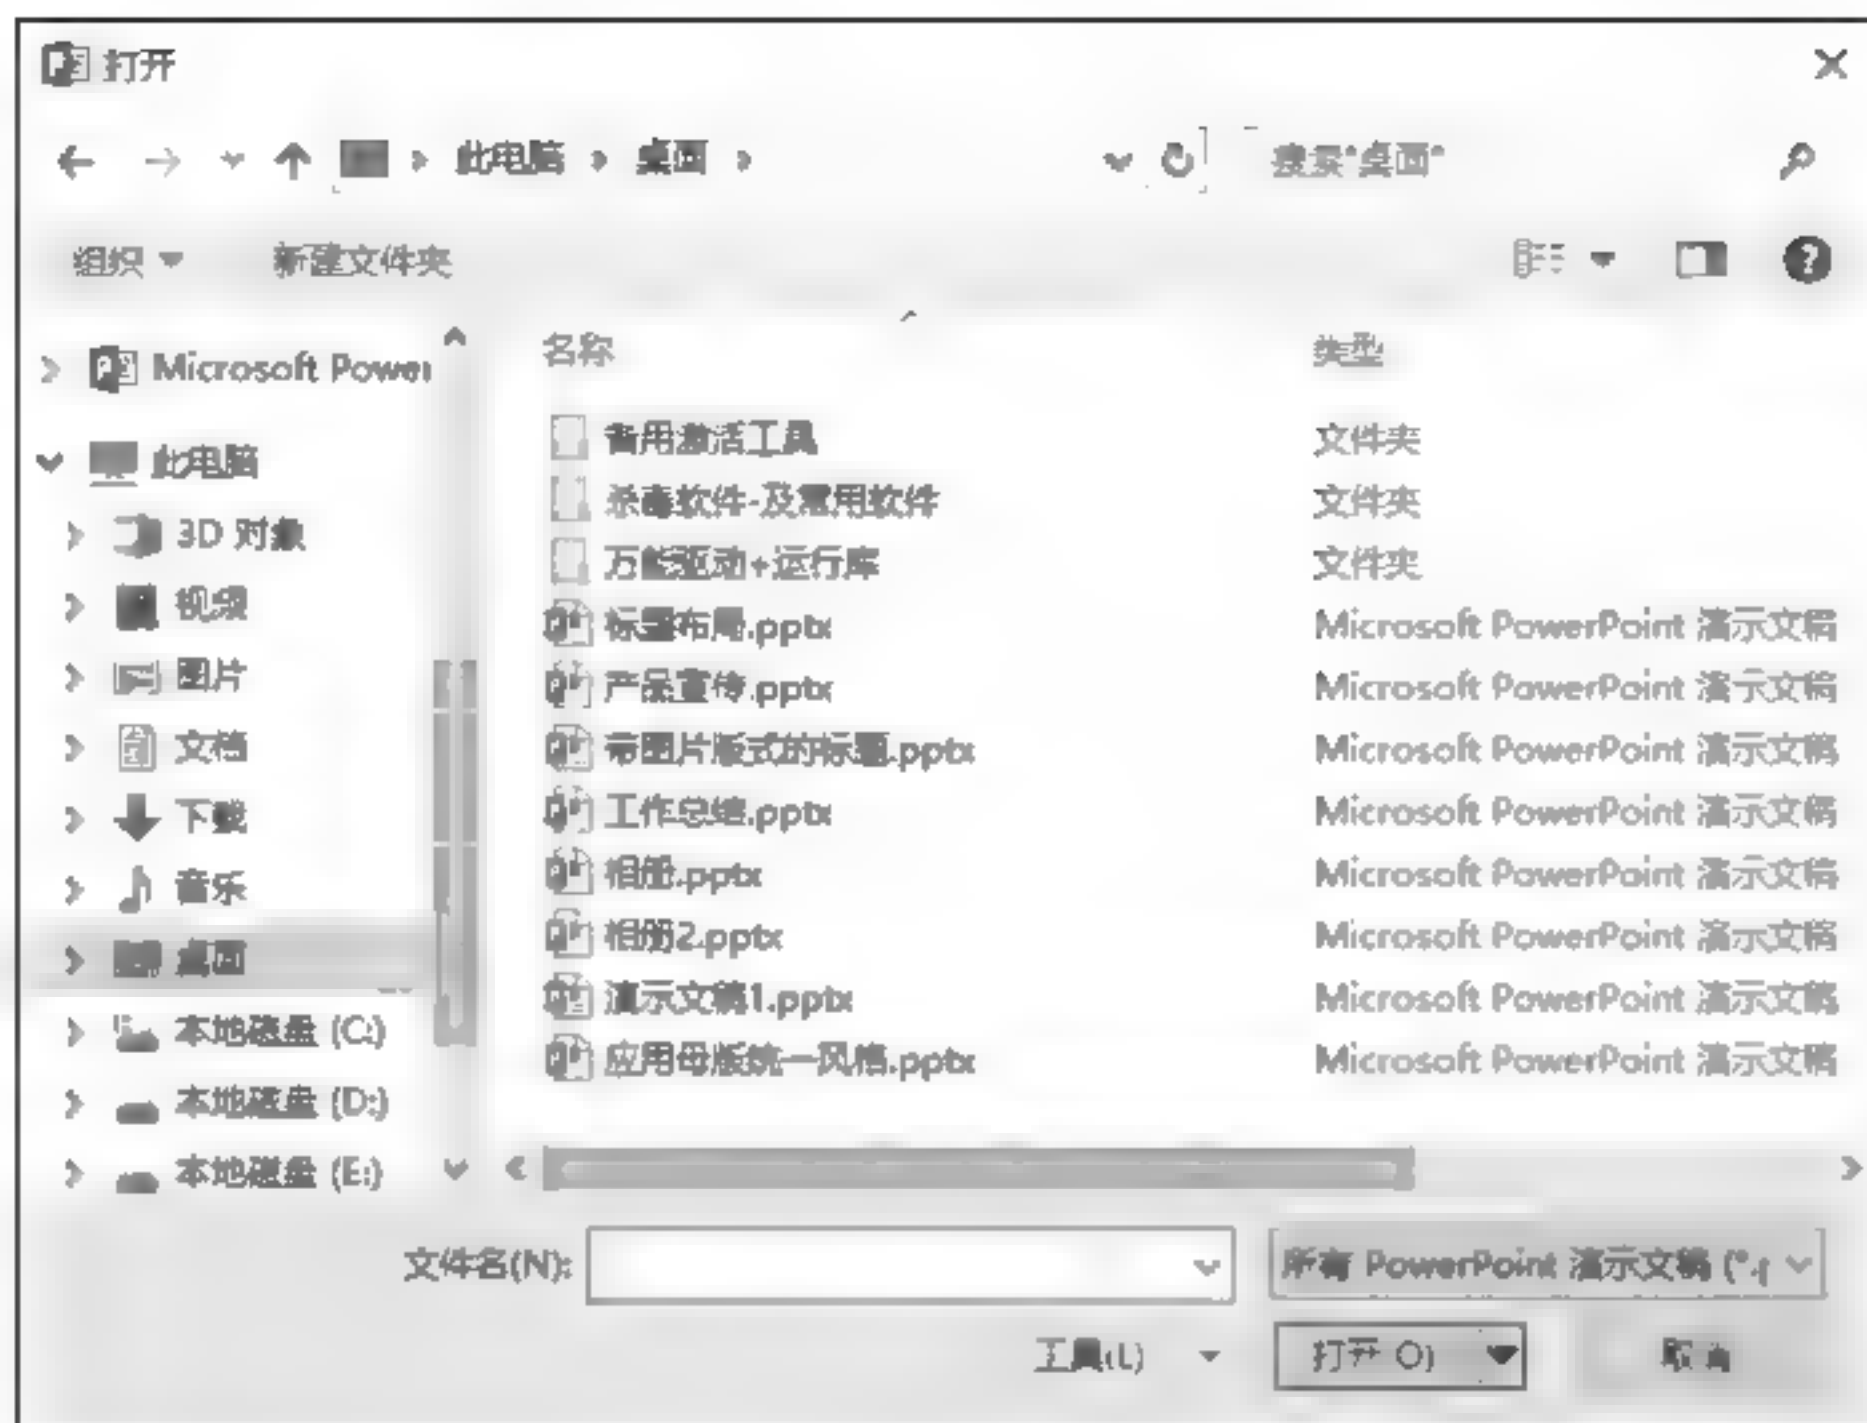 打开
此电脑 桌面 搜索"桌面"
组织 新建文件夹
名称 类型
Microsoft Power
此电脑
3D 对象
视频
图片
文档
下载
音乐
桌面
本地磁盘 (C:)
本地磁盘 (D:)
本地磁盘 (E:)
备用激活工具 文件夹
杀毒软件-及常用软件 文件夹
万能驱动+运行库 文件夹
标题布局.pptx Microsoft PowerPoint 演示文稿
产品宣传.pptx Microsoft PowerPoint 演示文稿
带图片版式的标题.pptx Microsoft PowerPoint 演示文稿
工作总结.pptx Microsoft PowerPoint 演示文稿
相册.pptx Microsoft PowerPoint 演示文稿
相册2.pptx Microsoft PowerPoint 演示文稿
演示文稿1.pptx Microsoft PowerPoint 演示文稿
应用母版统一风格.pptx Microsoft PowerPoint 演示文稿
文件名(N): 所有 PowerPoint 演示文稿 (*.p
工具(L) 打开(O) 取消